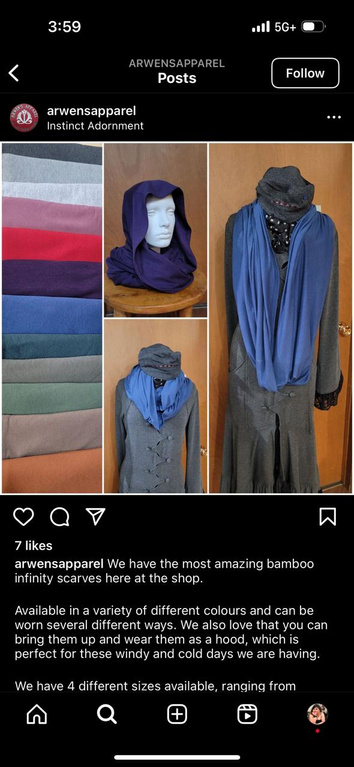 3:59
5G+
ARWENSAPPAREL
Posts
Follow
arwensapparel
Instinct Adornment
7 likes
arwensapparel We have the most amazing bamboo
infinity scarves here at the shop.
Available in a variety of different colours and can be
worn several different ways. We also love that you can
bring them up and wear them as a hood, which is
perfect for these windy and cold days we are having.
We have 4 different sizes available, ranging from